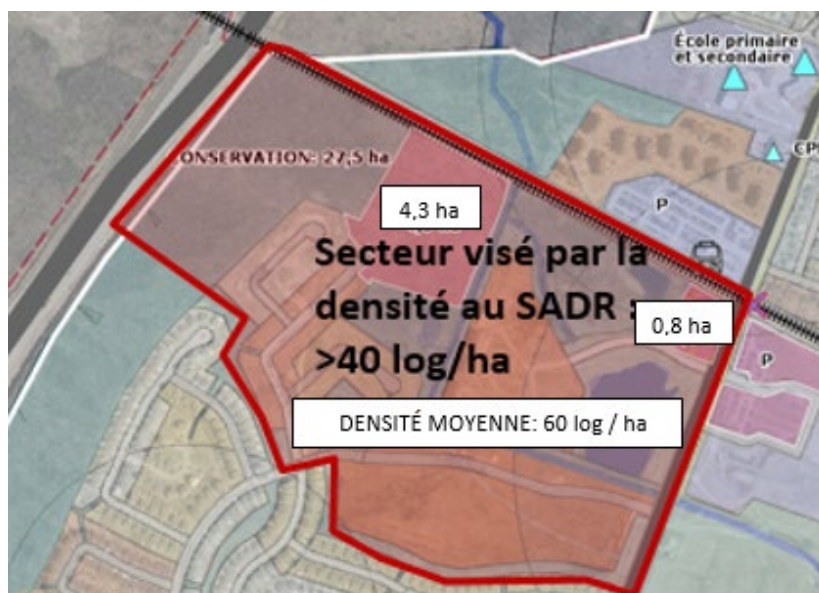 École primaire
et secondaire
CP
ONSERVATION: 27,5 ha
P
4,3 ha
Secteur visé par la
densité au SADR :
0,8 ha
>40 log/ha
P
DENSITÉ MOYENNE: 60 log / ha